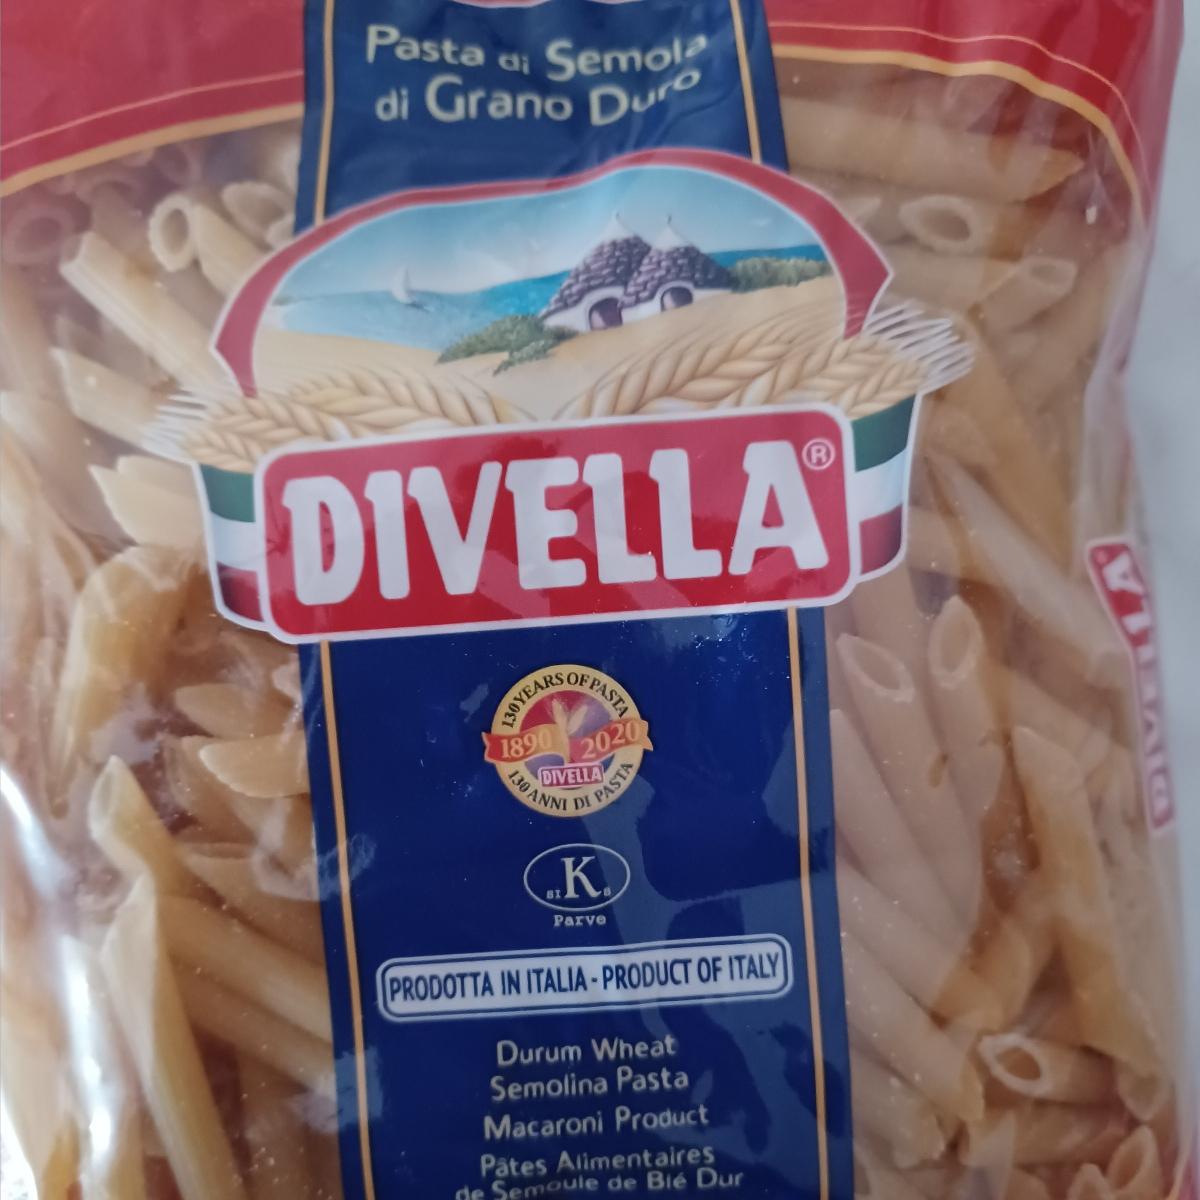 Pasta di Semola
di Grano Duro
DIVELLA®
130 YEARS OF PASTA
1890 2020
DIVELLA
130 ANNI DI PASTA
K
Parve
PRODOTTA IN ITALIA - PRODUCT OF ITALY
Durum Wheat
Semolina Pasta
Macaroni Product
Pâtes Alimentaires
de Semoule de Blé Dur
DIVELLA